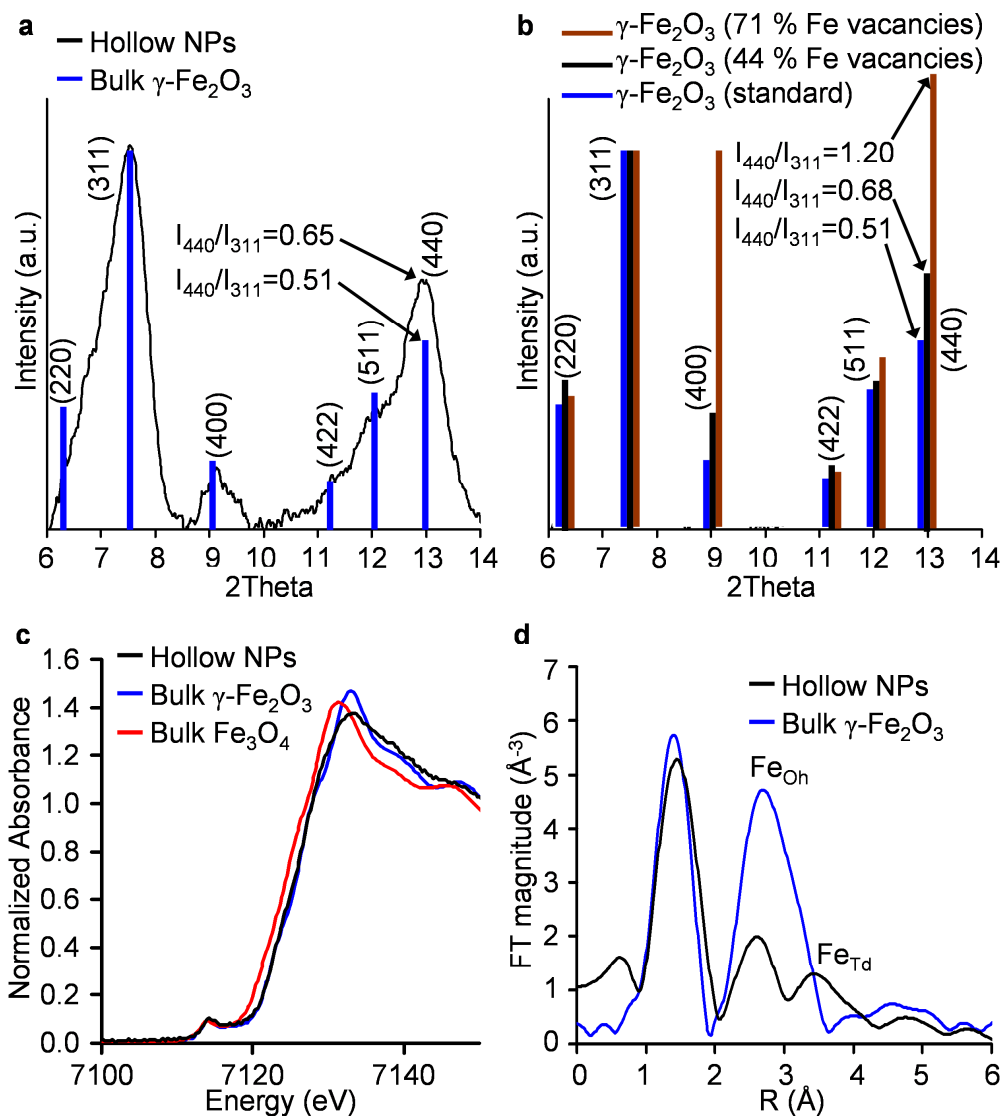 a
Hollow NPs
Bulk γ-Fe₂O₃
(220)
(311)
(400)
(422)
(511)
(440)
I₄₄₀/I₃₁₁=0.65
I₄₄₀/I₃₁₁=0.51
Intensity (a.u.)
6 7 8 9 10 11 12 13 14
2Theta
b
γ-Fe₂O₃ (71 % Fe vacancies)
γ-Fe₂O₃ (44 % Fe vacancies)
γ-Fe₂O₃ (standard)
(220)
(311)
(400)
(422)
(511)
(440)
I₄₄₀/I₃₁₁=1.20
I₄₄₀/I₃₁₁=0.68
I₄₄₀/I₃₁₁=0.51
Intensity (a.u.)
6 7 8 9 10 11 12 13 14
2Theta
c
Hollow NPs
Bulk γ-Fe₂O₃
Bulk Fe₃O₄
Normalized Absorbance
1.6
1.4
1.2
1.0
0.8
0.6
0.4
0.2
0.0
7100 7120 7140
Energy (eV)
d
Hollow NPs
Bulk γ-Fe₂O₃
Fe_Oh
Fe_Td
FT magnitude (Å⁻³)
7
6
5
4
3
2
1
0
0 1 2 3 4 5 6
R (Å)